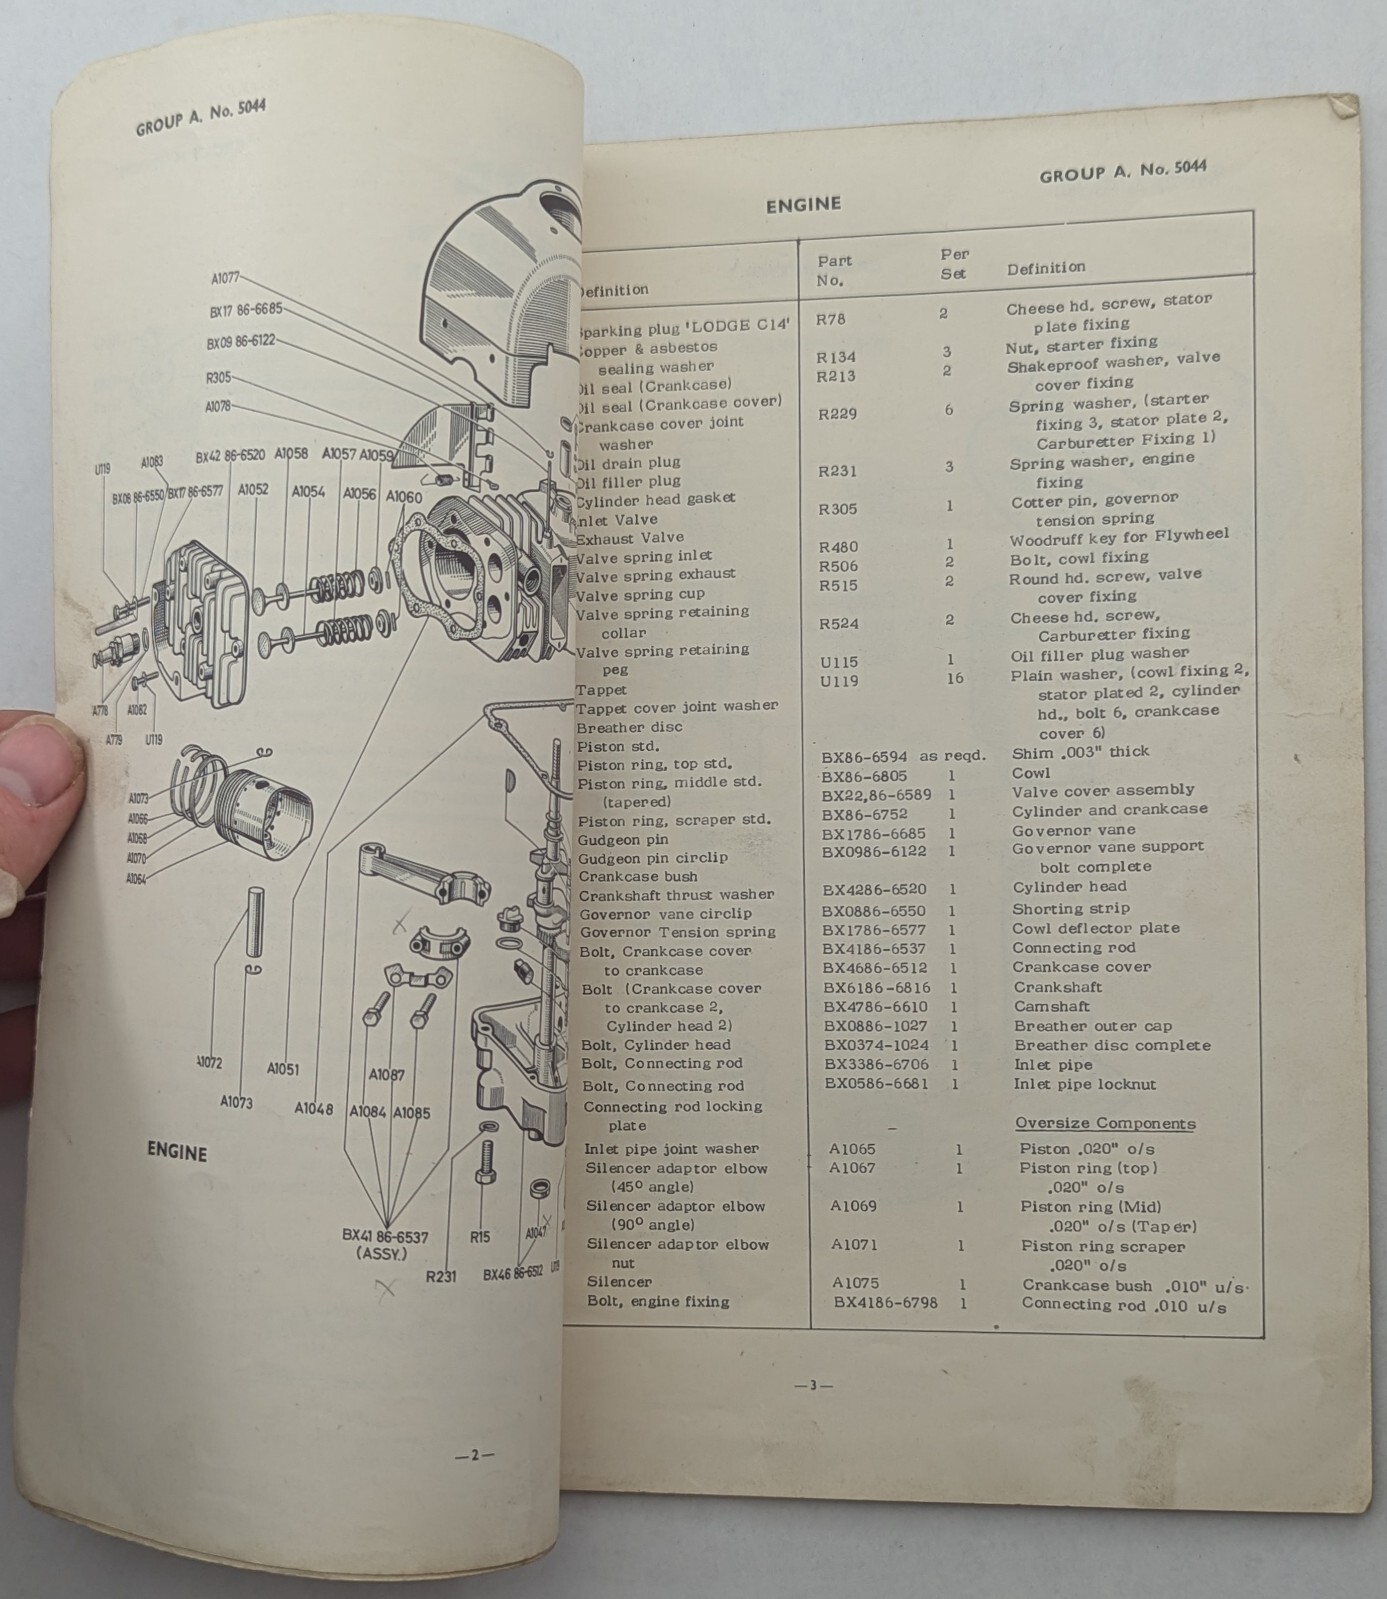 GROUP A. No. 5044
A1077
BX17 86-6685
BX09 86-6122
R305
A1078
U119
A1083
BX42 86-6520
A1058
A1057
A1059
BX08 86-6550
BX17 86-6577
A1052
A1054
A1056
A1060
A778
A1082
A779
U119
A1073
A1066
A1068
A1070
A1064
A1072
A1051
A1087
A1073
A1048
A1084
A1085
ENGINE
BX41 86-6537
(ASSY.)
R15
A1047
R231
BX46 86-6512
—2—
GROUP A. No. 5044
ENGINE
Definition
Sparking plug 'LODGE C14'
Copper & asbestos
sealing washer
Oil seal (Crankcase)
Oil seal (Crankcase cover)
Crankcase cover joint
washer
Oil drain plug
Oil filler plug
Cylinder head gasket
Inlet Valve
Exhaust Valve
Valve spring inlet
Valve spring exhaust
Valve spring cup
Valve spring retaining
collar
Valve spring retaining
peg
Tappet
Tappet cover joint washer
Breather disc
Piston std.
Piston ring, top std.
Piston ring, middle std.
(tapered)
Piston ring, scraper std.
Gudgeon pin
Gudgeon pin circlip
Crankcase bush
Crankshaft thrust washer
Governor vane circlip
Governor Tension spring
Bolt, Crankcase cover
to crankcase
Bolt (Crankcase cover
to crankcase 2,
Cylinder head 2)
Bolt, Cylinder head
Bolt, Connecting rod
Bolt, Connecting rod
Connecting rod locking
plate
Inlet pipe joint washer
Silencer adaptor elbow
(45° angle)
Silencer adaptor elbow
(90° angle)
Silencer adaptor elbow
nut
Silencer
Bolt, engine fixing
Part No. Per Set Definition
R78 2 Cheese hd. screw, stator
plate fixing
R134 3 Nut, starter fixing
R213 2 Shakeproof washer, valve
cover fixing
R229 6 Spring washer, (starter
fixing 3, stator plate 2,
Carburetter Fixing 1)
R231 3 Spring washer, engine
fixing
R305 1 Cotter pin, governor
tension spring
R480 1 Woodruff key for Flywheel
R506 2 Bolt, cowl fixing
R515 2 Round hd. screw, valve
cover fixing
R524 2 Cheese hd. screw,
Carburetter fixing
U115 1 Oil filler plug washer
U119 16 Plain washer, (cowl fixing 2,
stator plated 2, cylinder
hd., bolt 6, crankcase
cover 6)
BX86-6594 as reqd. Shim .003" thick
BX86-6805 1 Cowl
BX22,86-6589 1 Valve cover assembly
BX86-6752 1 Cylinder and crankcase
BX1786-6685 1 Governor vane
BX0986-6122 1 Governor vane support
bolt complete
BX4286-6520 1 Cylinder head
BX0886-6550 1 Shorting strip
BX1786-6577 1 Cowl deflector plate
BX4186-6537 1 Connecting rod
BX4686-6512 1 Crankcase cover
BX6186-6816 1 Crankshaft
BX4786-6610 1 Camshaft
BX0886-1027 1 Breather outer cap
BX0374-1024 1 Breather disc complete
BX3386-6706 1 Inlet pipe
BX0586-6681 1 Inlet pipe locknut
Oversize Components
A1065 1 Piston .020" o/s
A1067 1 Piston ring (top)
.020" o/s
A1069 1 Piston ring (Mid)
.020" o/s (Taper)
A1071 1 Piston ring scraper
.020" o/s
A1075 1 Crankcase bush .010" u/s
BX4186-6798 1 Connecting rod .010 u/s
—3—